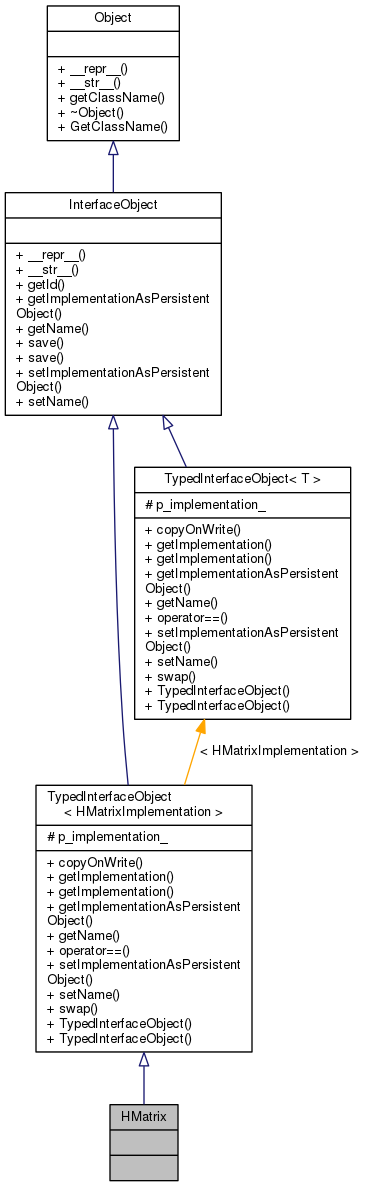 Object
+ __repr__()
+ __str__()
+ getClassName()
+ ~Object()
+ GetClassName()
InterfaceObject
+ __repr__()
+ __str__()
+ getId()
+ getImplementationAsPersistent
Object()
+ getName()
+ save()
+ save()
+ setImplementationAsPersistent
Object()
+ setName()
TypedInterfaceObject< T >
# p_implementation_
+ copyOnWrite()
+ getImplementation()
+ getImplementation()
+ getImplementationAsPersistent
Object()
+ getName()
+ operator==()
+ setImplementationAsPersistent
Object()
+ setName()
+ swap()
+ TypedInterfaceObject()
+ TypedInterfaceObject()
< HMatrixImplementation >
TypedInterfaceObject
< HMatrixImplementation >
# p_implementation_
+ copyOnWrite()
+ getImplementation()
+ getImplementation()
+ getImplementationAsPersistent
Object()
+ getName()
+ operator==()
+ setImplementationAsPersistent
Object()
+ setName()
+ swap()
+ TypedInterfaceObject()
+ TypedInterfaceObject()
HMatrix